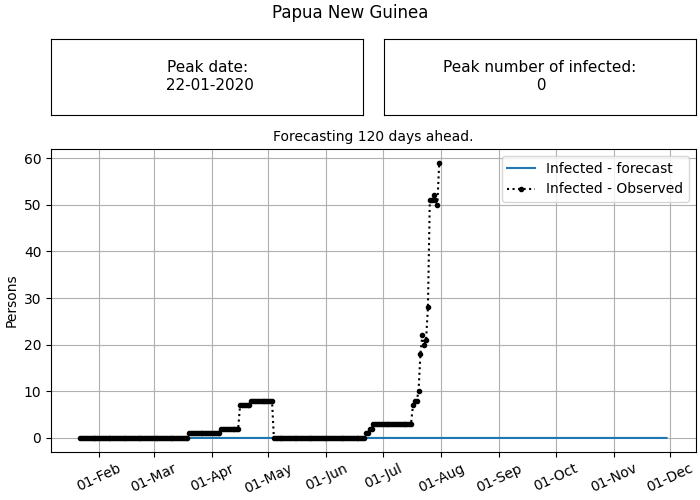 Papua New Guinea
Peak date:
22-01-2020
Peak number of infected:
0
Forecasting 120 days ahead.
Infected - forecast
Infected - Observed
Persons
60
50
40
30
20
10
0
01-Feb
01-Mar
01-Apr
01-May
01-Jun
01-Jul
01-Aug
01-Sep
01-Oct
01-Nov
01-Dec